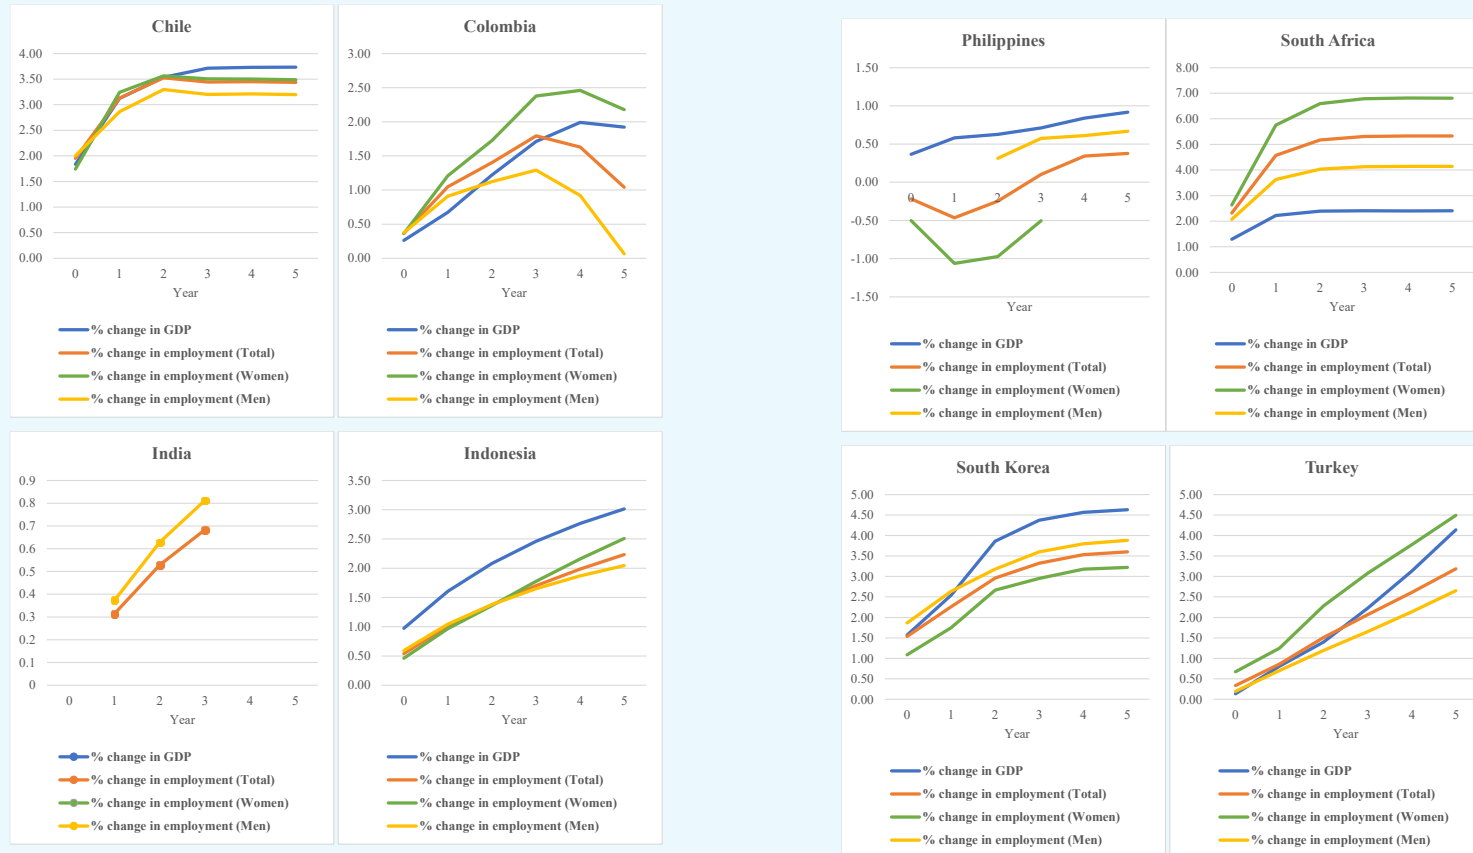 Chile
4.00
3.50
3.00
2.50
2.00
1.50
1.00
0.50
0.00
0 1 2 3 4 5
Year
% change in GDP
% change in employment (Total)
% change in employment (Women)
% change in employment (Men)
Colombia
3.00
2.50
2.00
1.50
1.00
0.50
0.00
0 1 2 3 4 5
Year
% change in GDP
% change in employment (Total)
% change in employment (Women)
% change in employment (Men)
Philippines
1.50
1.00
0.50
0.00
0 1 2 3 4 5
-0.50
-1.00
-1.50
Year
% change in GDP
% change in employment (Total)
% change in employment (Women)
% change in employment (Men)
South Africa
8.00
7.00
6.00
5.00
4.00
3.00
2.00
1.00
0.00
0 1 2 3 4 5
Year
% change in GDP
% change in employment (Total)
% change in employment (Women)
% change in employment (Men)
India
0.9
0.8
0.7
0.6
0.5
0.4
0.3
0.2
0.1
0
0 1 2 3 4 5
Year
% change in GDP
% change in employment (Total)
% change in employment (Women)
% change in employment (Men)
Indonesia
3.50
3.00
2.50
2.00
1.50
1.00
0.50
0.00
0 1 2 3 4 5
Year
% change in GDP
% change in employment (Total)
% change in employment (Women)
% change in employment (Men)
South Korea
5.00
4.50
4.00
3.50
3.00
2.50
2.00
1.50
1.00
0.50
0.00
0 1 2 3 4 5
Year
% change in GDP
% change in employment (Total)
% change in employment (Women)
% change in employment (Men)
Turkey
5.00
4.50
4.00
3.50
3.00
2.50
2.00
1.50
1.00
0.50
0.00
0 1 2 3 4 5
Year
% change in GDP
% change in employment (Total)
% change in employment (Women)
% change in employment (Men)